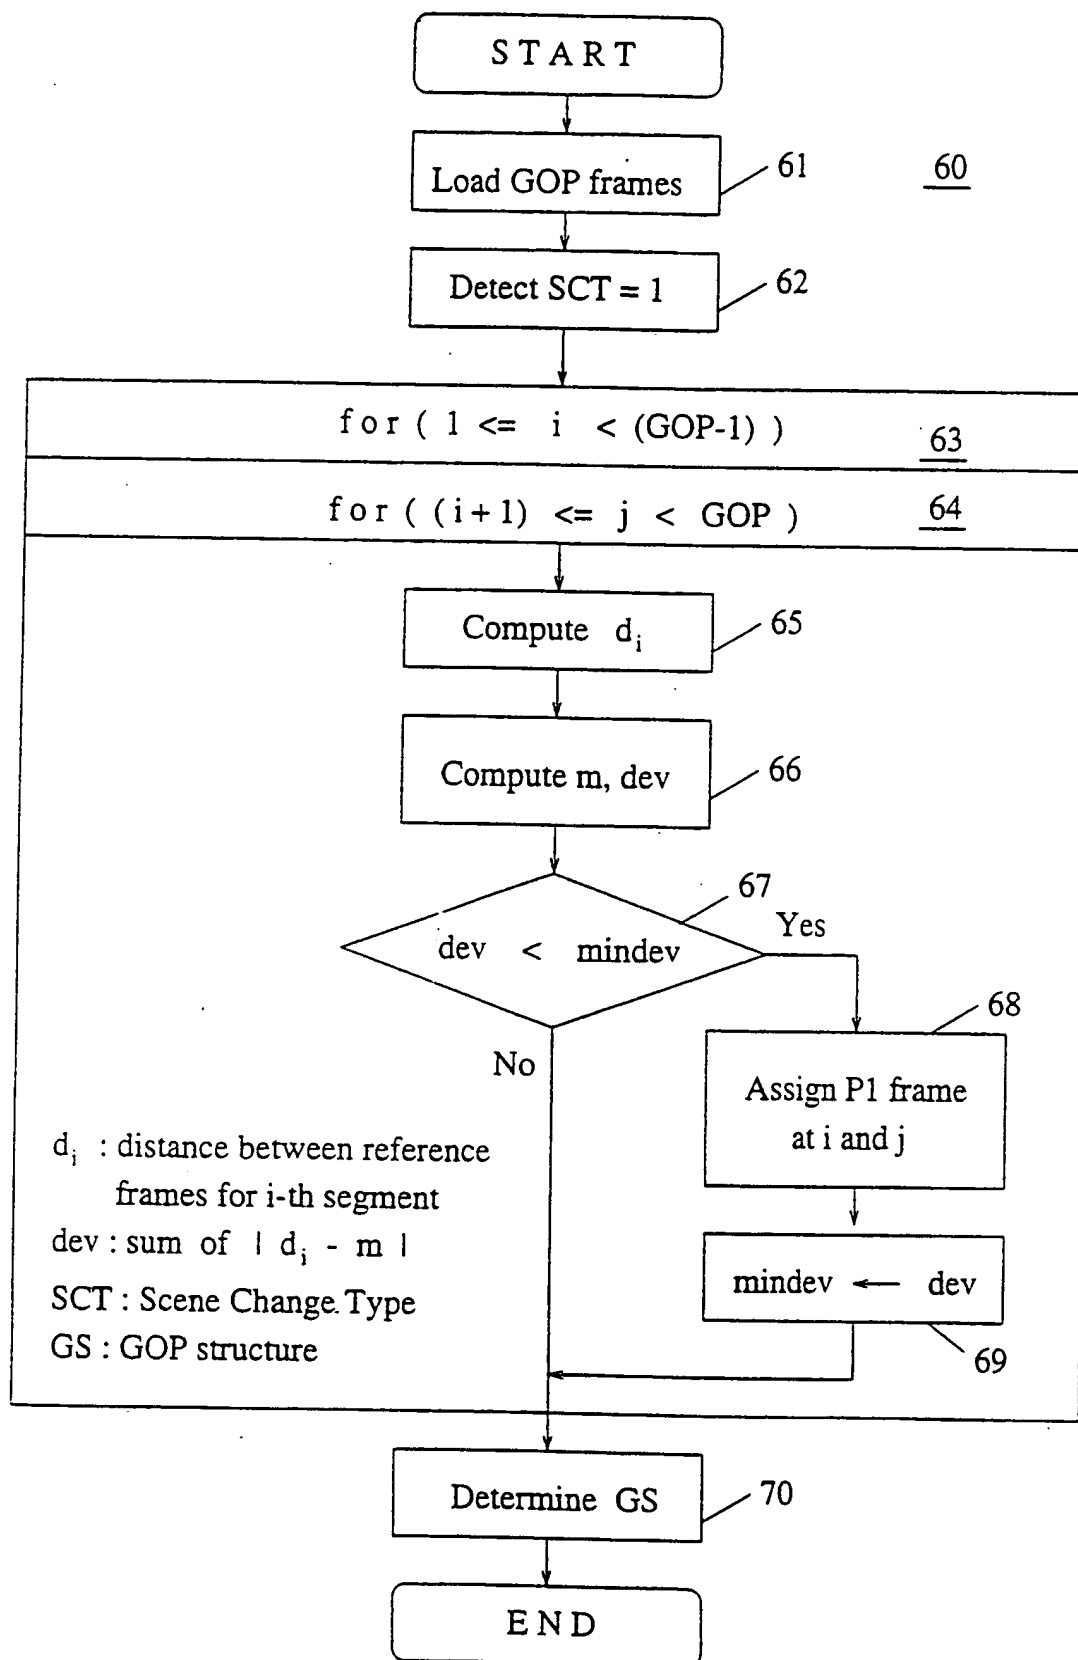 START
Load GOP frames
61
60
Detect SCT = 1
62
for ( 1 <= i < (GOP-1) )
63
for ( (i+1) <= j < GOP )
64
Compute d_i
65
Compute m, dev
66
67
dev < mindev
Yes
No
68
Assign P1 frame
at i and j
mindev ← dev
69
d_i : distance between reference
frames for i-th segment
dev : sum of | d_i - m |
SCT : Scene Change Type
GS : GOP structure
Determine GS
70
END